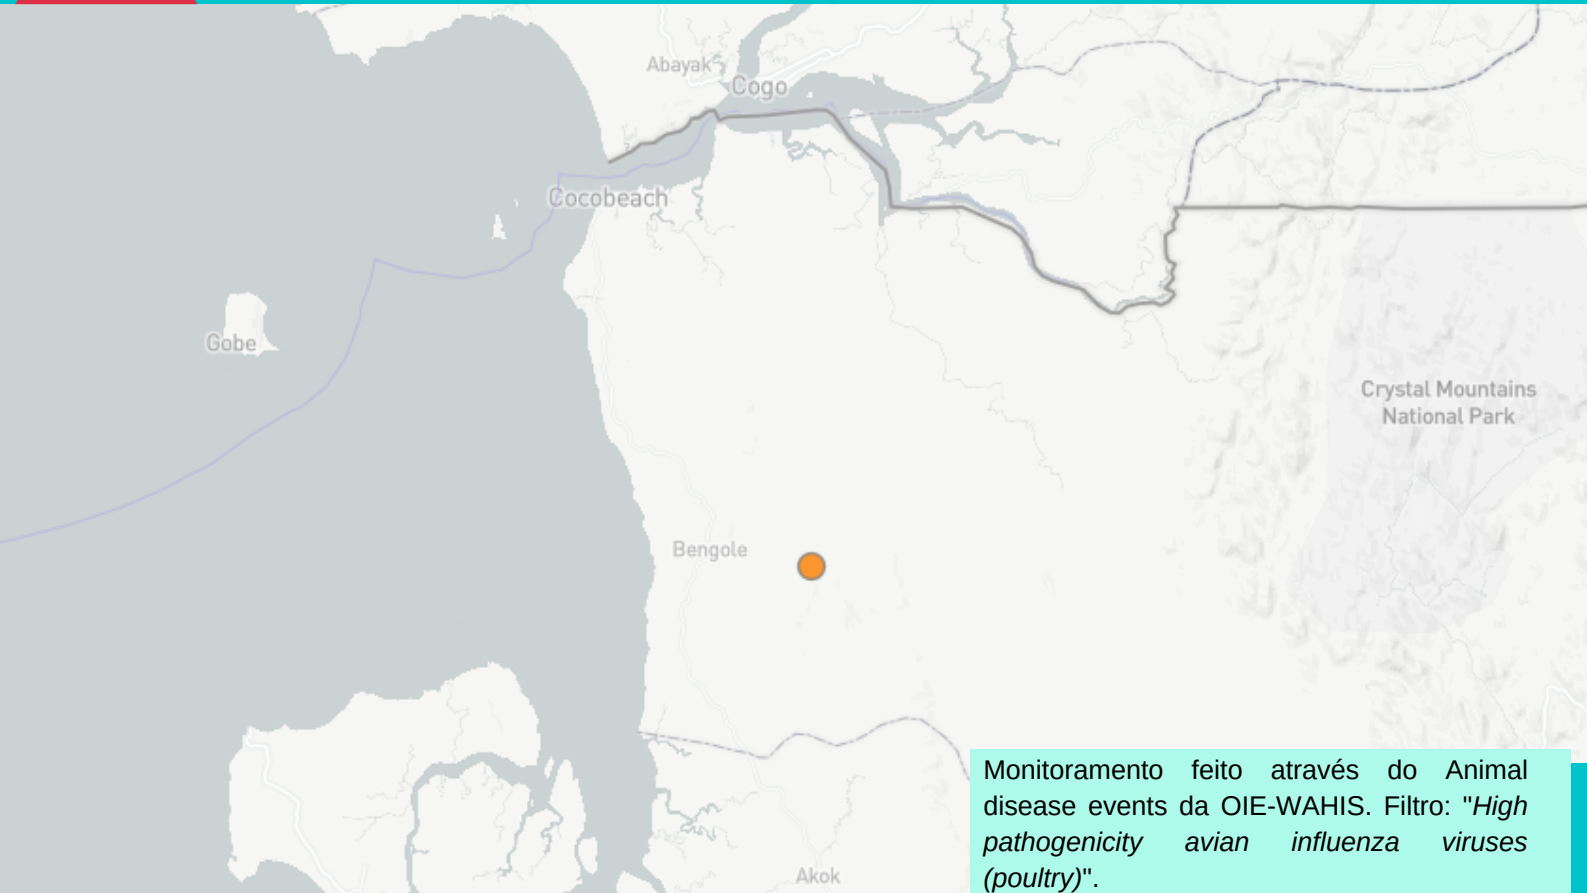 Abayak
Cogo
Cocobeach
Gobe
Crystal Mountains
National Park
Bengole
Monitoramento feito através do Animal
disease events da OIE-WAHIS. Filtro: "High
pathogenicity avian influenza viruses
(poultry)".
Akok